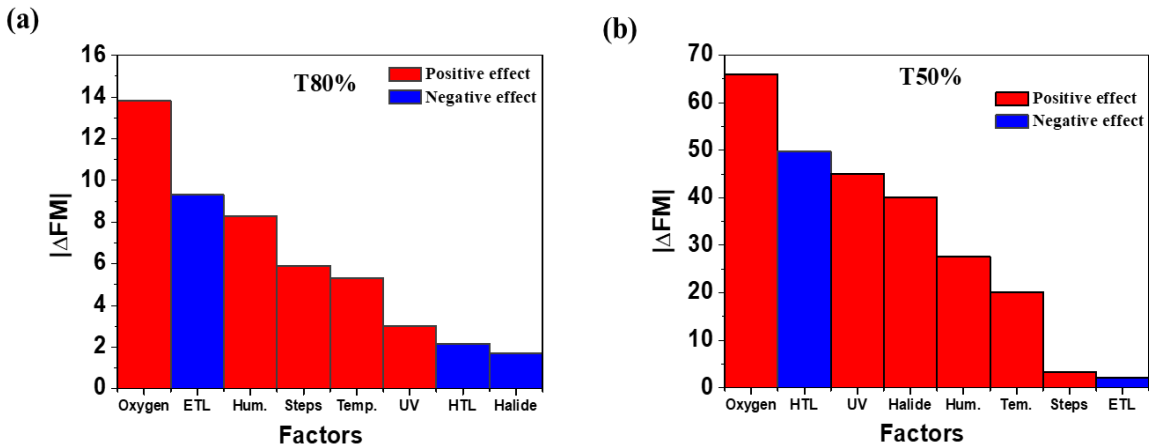 (a)
16
14
12
10
8
6
4
2
0
|ΔFM|
T80%
Positive effect
Negative effect
Oxygen ETL Hum. Steps Temp. UV HTL Halide
Factors
(b)
70
60
50
40
30
20
10
0
|ΔFM|
T50%
Positive effect
Negative effect
Oxygen HTL UV Halide Hum. Tem. Steps ETL
Factors